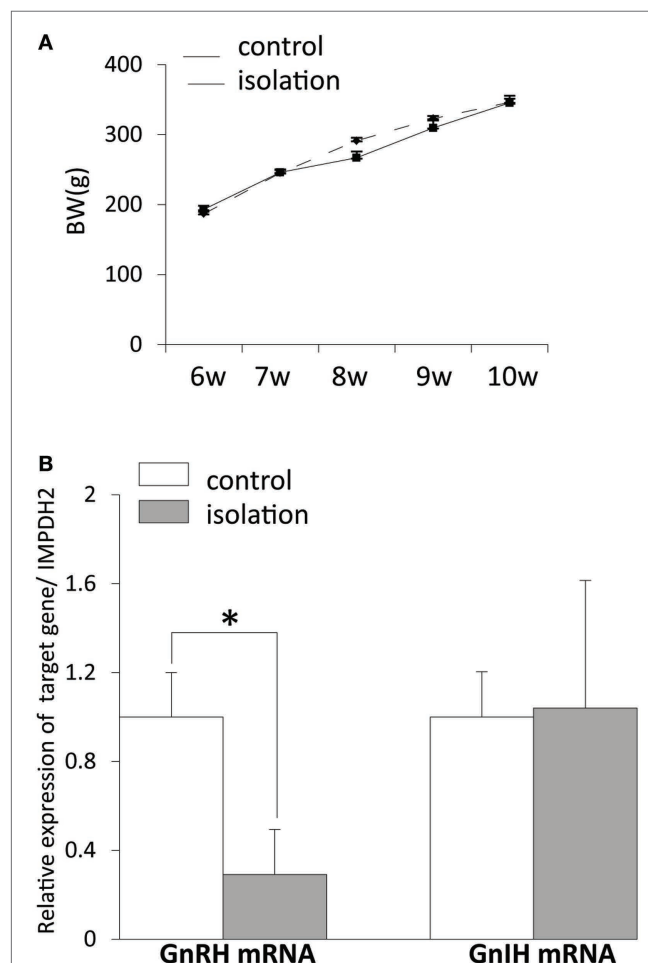 A
control
isolation
400
300
200
100
0
BW(g)
6w 7w 8w 9w 10w
B
control
isolation
2
1.6
1.2
0.8
0.4
0
Relative expression of target gene/ IMPDH2
*
GnRH mRNA GnIH mRNA